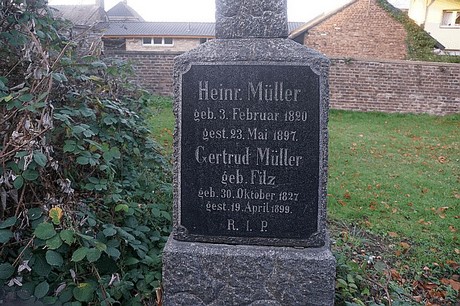 Heinr. Müller
geb. 3. Februar 1820
gest. 23. Mai 1897.
Gertrud Müller
geb. Filz
geb. 30. Oktober 1827
gest. 19. April 1899.
R. I. P.